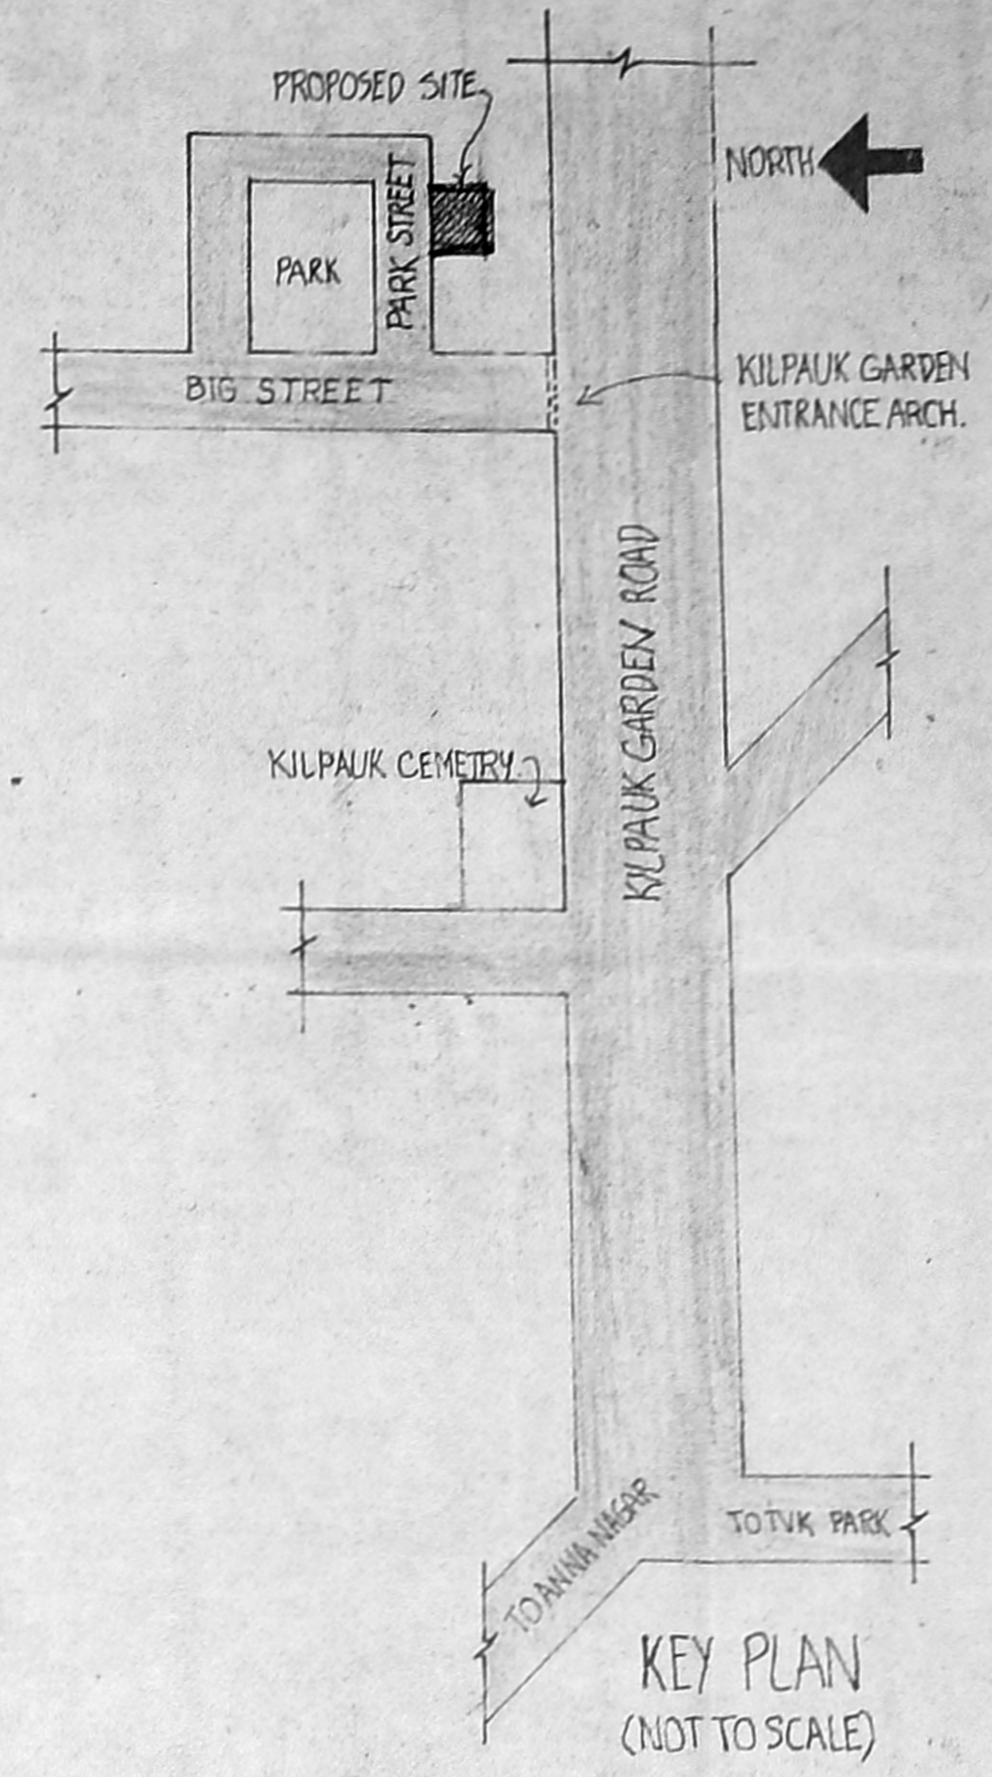 PROPOSED SITE
NORTH
PARK STREET
PARK
KILPAUK GARDEN
ENTRANCE ARCH.
BIG STREET
KILPAUK GARDEN ROAD
KILPAUK CEMETRY
TO ANNA NAGAR
TO TVK PARK
KEY PLAN
(NOT TO SCALE)